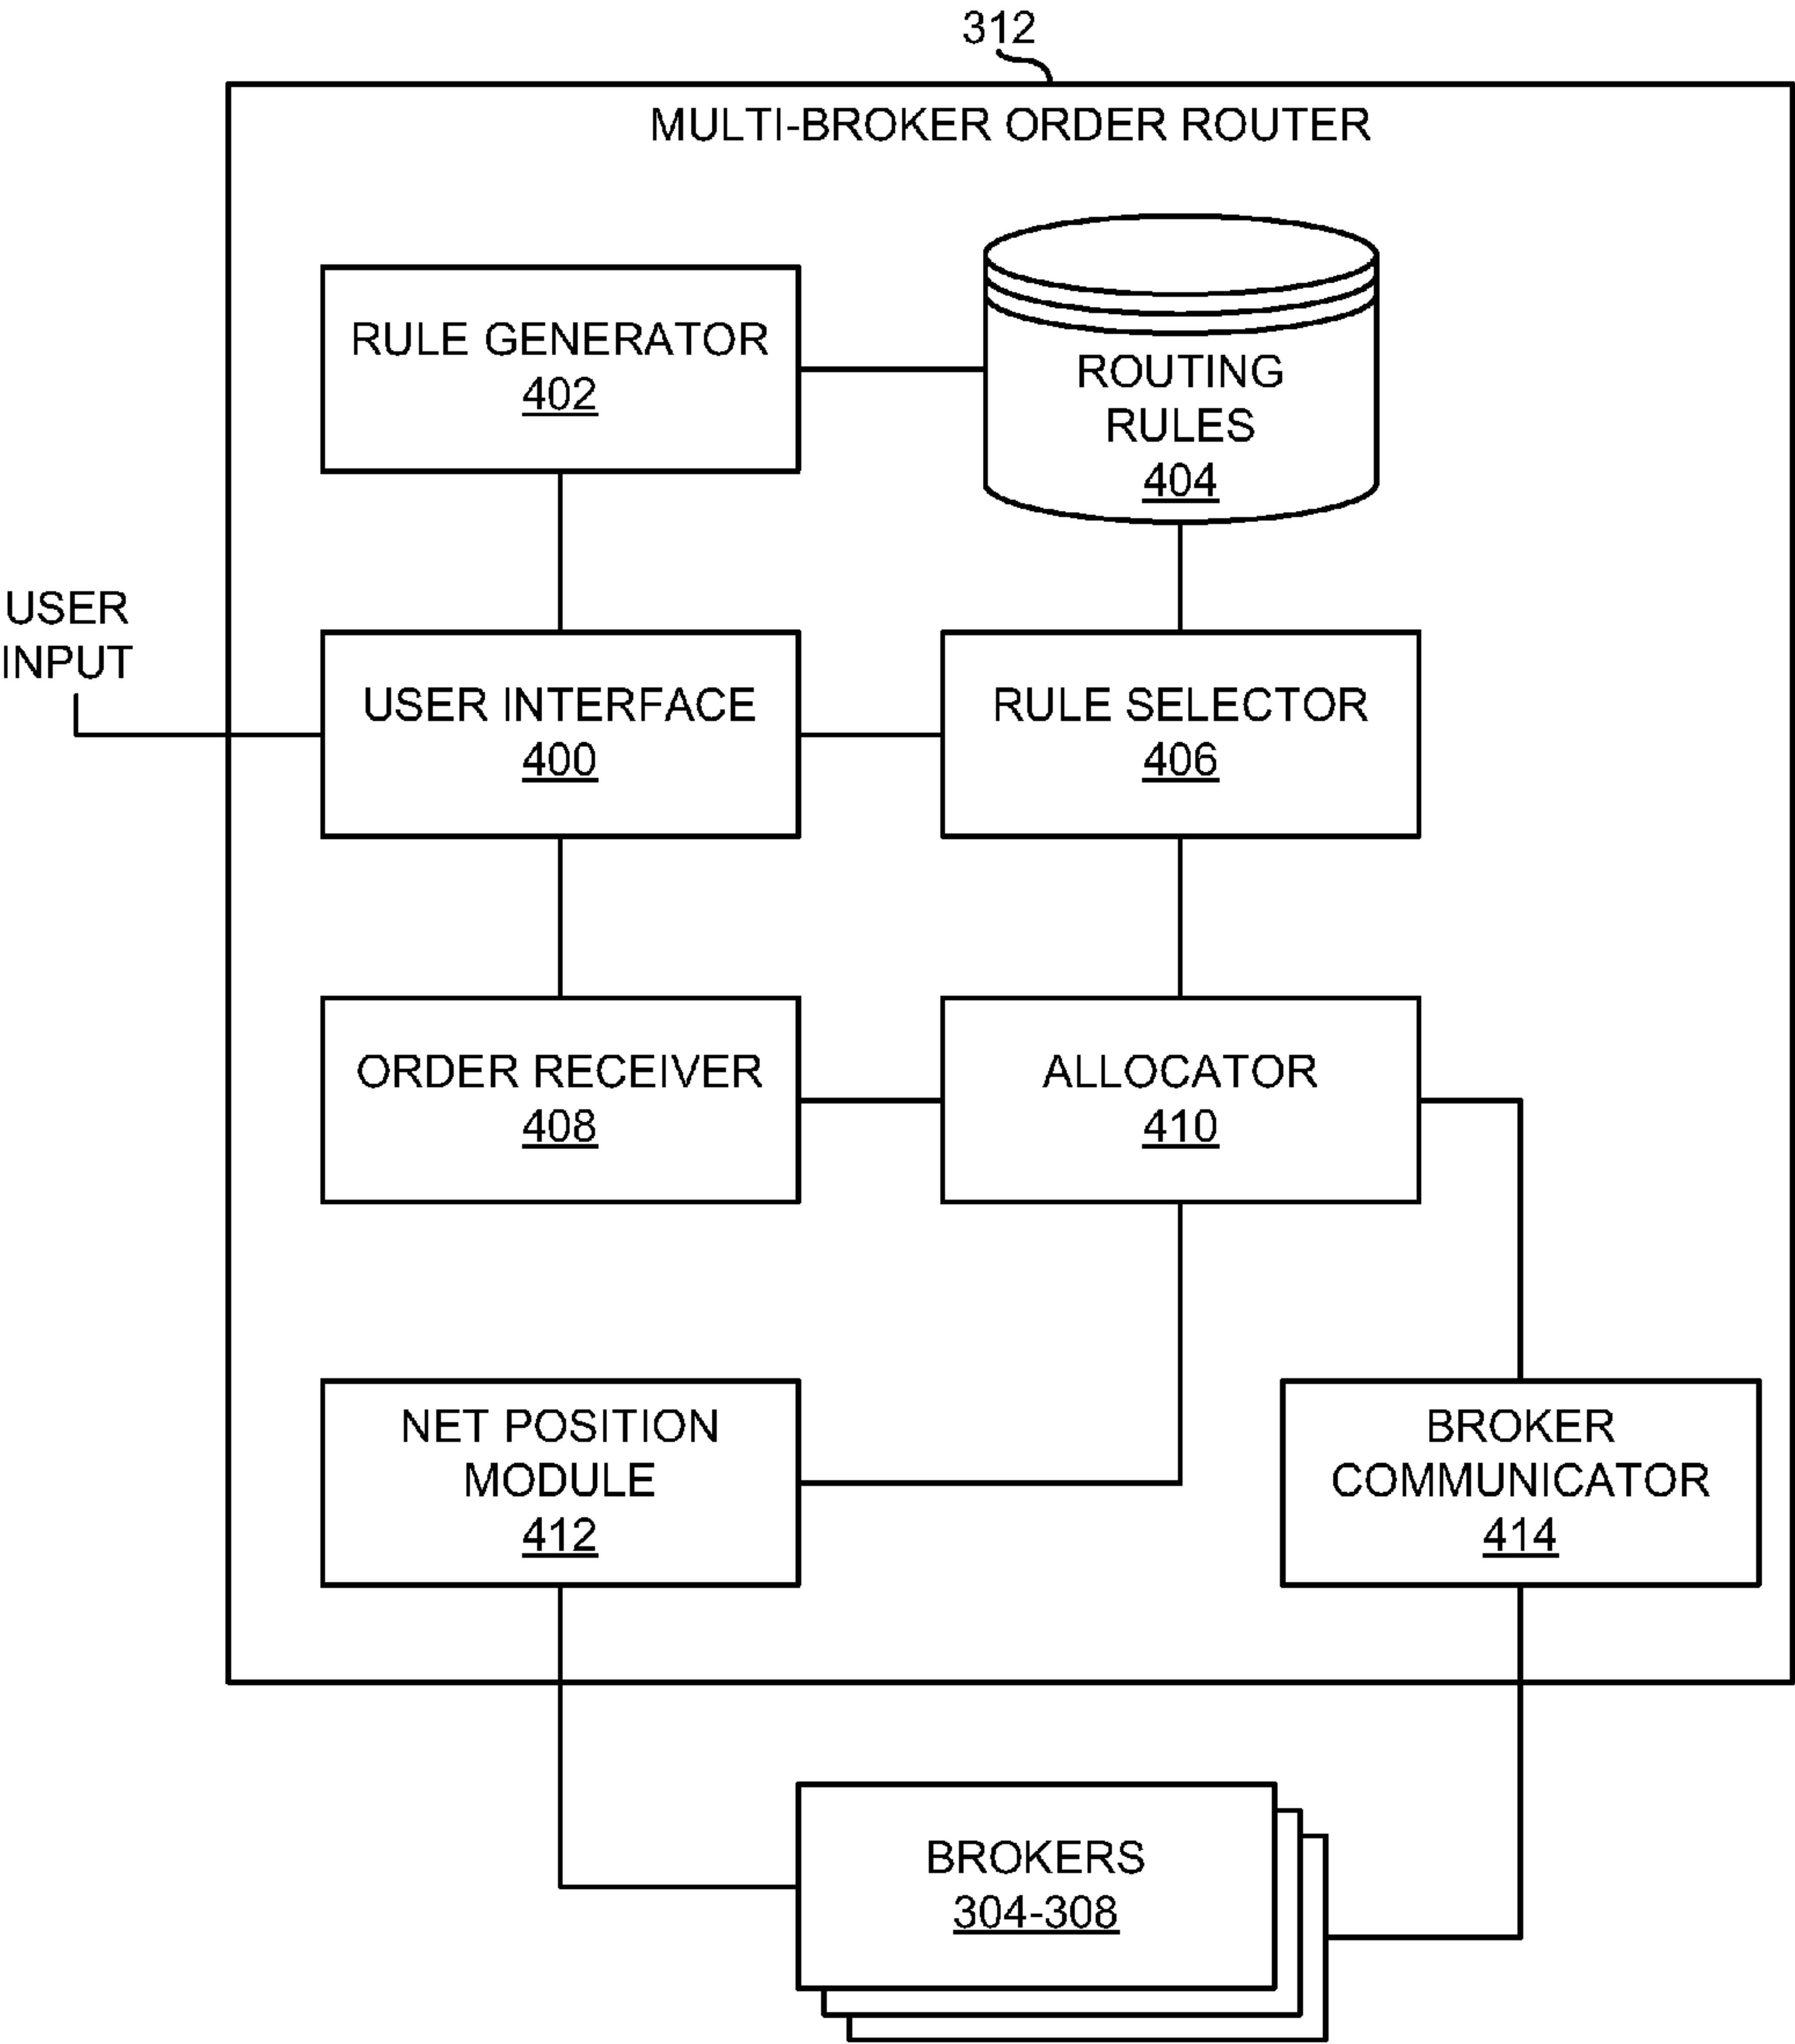 312
MULTI-BROKER ORDER ROUTER
RULE GENERATOR
402
ROUTING
RULES
404
USER
INPUT
USER INTERFACE
400
RULE SELECTOR
406
ORDER RECEIVER
408
ALLOCATOR
410
NET POSITION
MODULE
412
BROKER
COMMUNICATOR
414
BROKERS
304-308